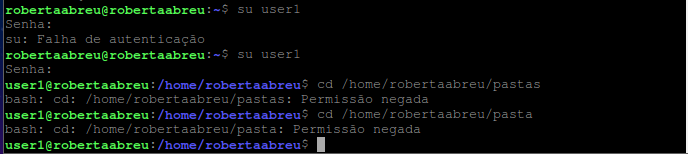 robertaabreu@robertaabreu:~$ su user1
Senha:
su: Falha de autenticação
robertaabreu@robertaabreu:~$ su user1
Senha:
user1@robertaabreu:/home/robertaabreu$ cd /home/robertaabreu/pastas
bash: cd: /home/robertaabreu/pastas: Permissão negada
user1@robertaabreu:/home/robertaabreu$ cd /home/robertaabreu/pasta
bash: cd: /home/robertaabreu/pasta: Permissão negada
user1@robertaabreu:/home/robertaabreu$